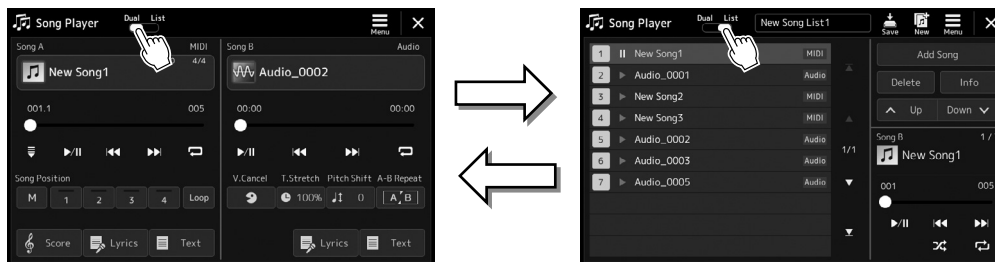 Song Player Dual List Menu ×
Song A MIDI
4/4
New Song1
001.1 005
Song Position
M 1 2 3 4 Loop
Score Lyrics Text
Song B Audio
Audio_0002
00:00 00:00
V.Cancel T.Stretch Pitch Shift A-B Repeat
100% 0 A B
Lyrics Text
Song Player Dual List New Song List1 Save New Menu ×
1 New Song1 MIDI
2 Audio_0001 Audio
3 New Song2 MIDI
4 New Song3 MIDI
5 Audio_0002 Audio
6 Audio_0003 Audio
7 Audio_0005 Audio
1/1
Add Song
Delete Info
Up Down
Song B 1/
New Song1
001 005